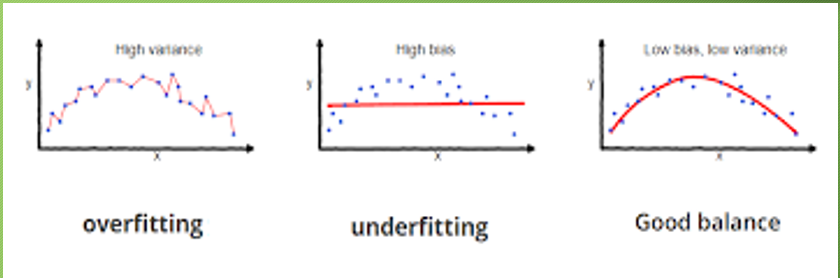 High variance
y
x
overfitting
High bias
y
x
underfitting
Low bias, low variance
y
x
Good balance